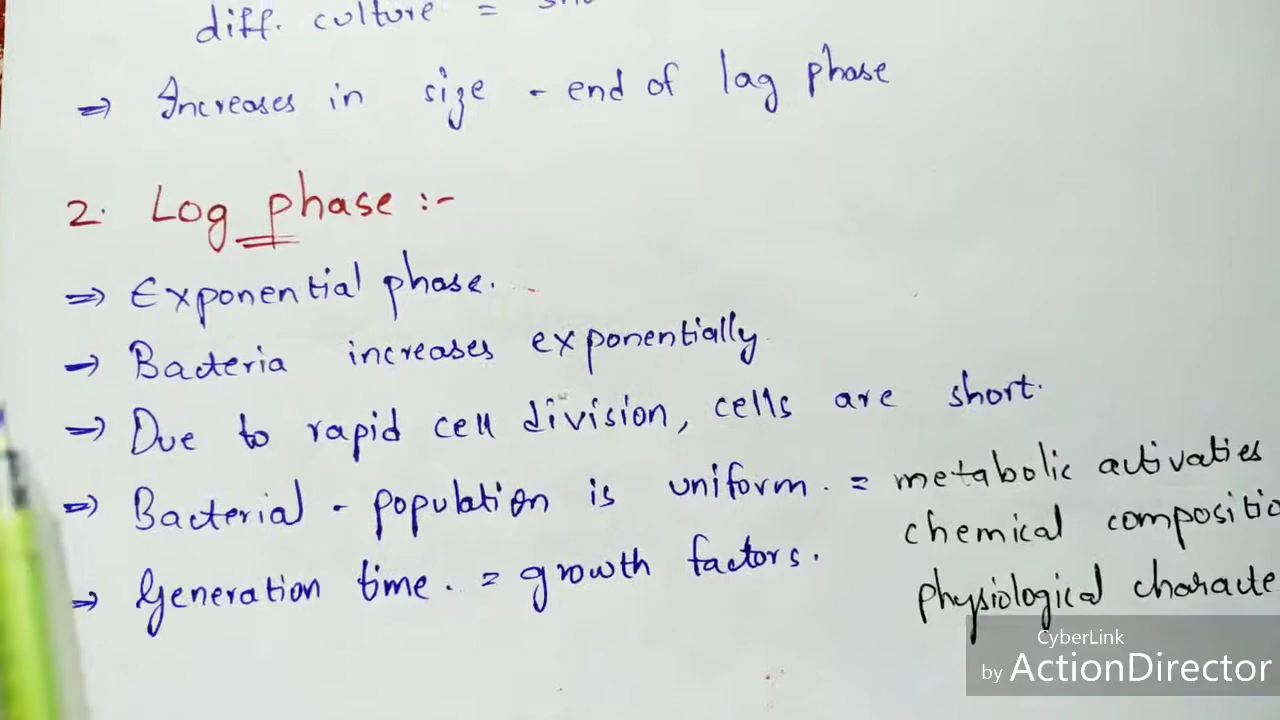 diff. culture =
⇒ Increases in size - end of lag phase
2. Log phase :-
⇒ Exponential phase.
⇒ Bacteria increases exponentially
⇒ Due to rapid cell division, cells are short.
⇒ Bacterial - population is uniform. = metabolic activaties
chemical compositio
⇒ Generation time. = growth factors.
physiological characte
CyberLink
by ActionDirector